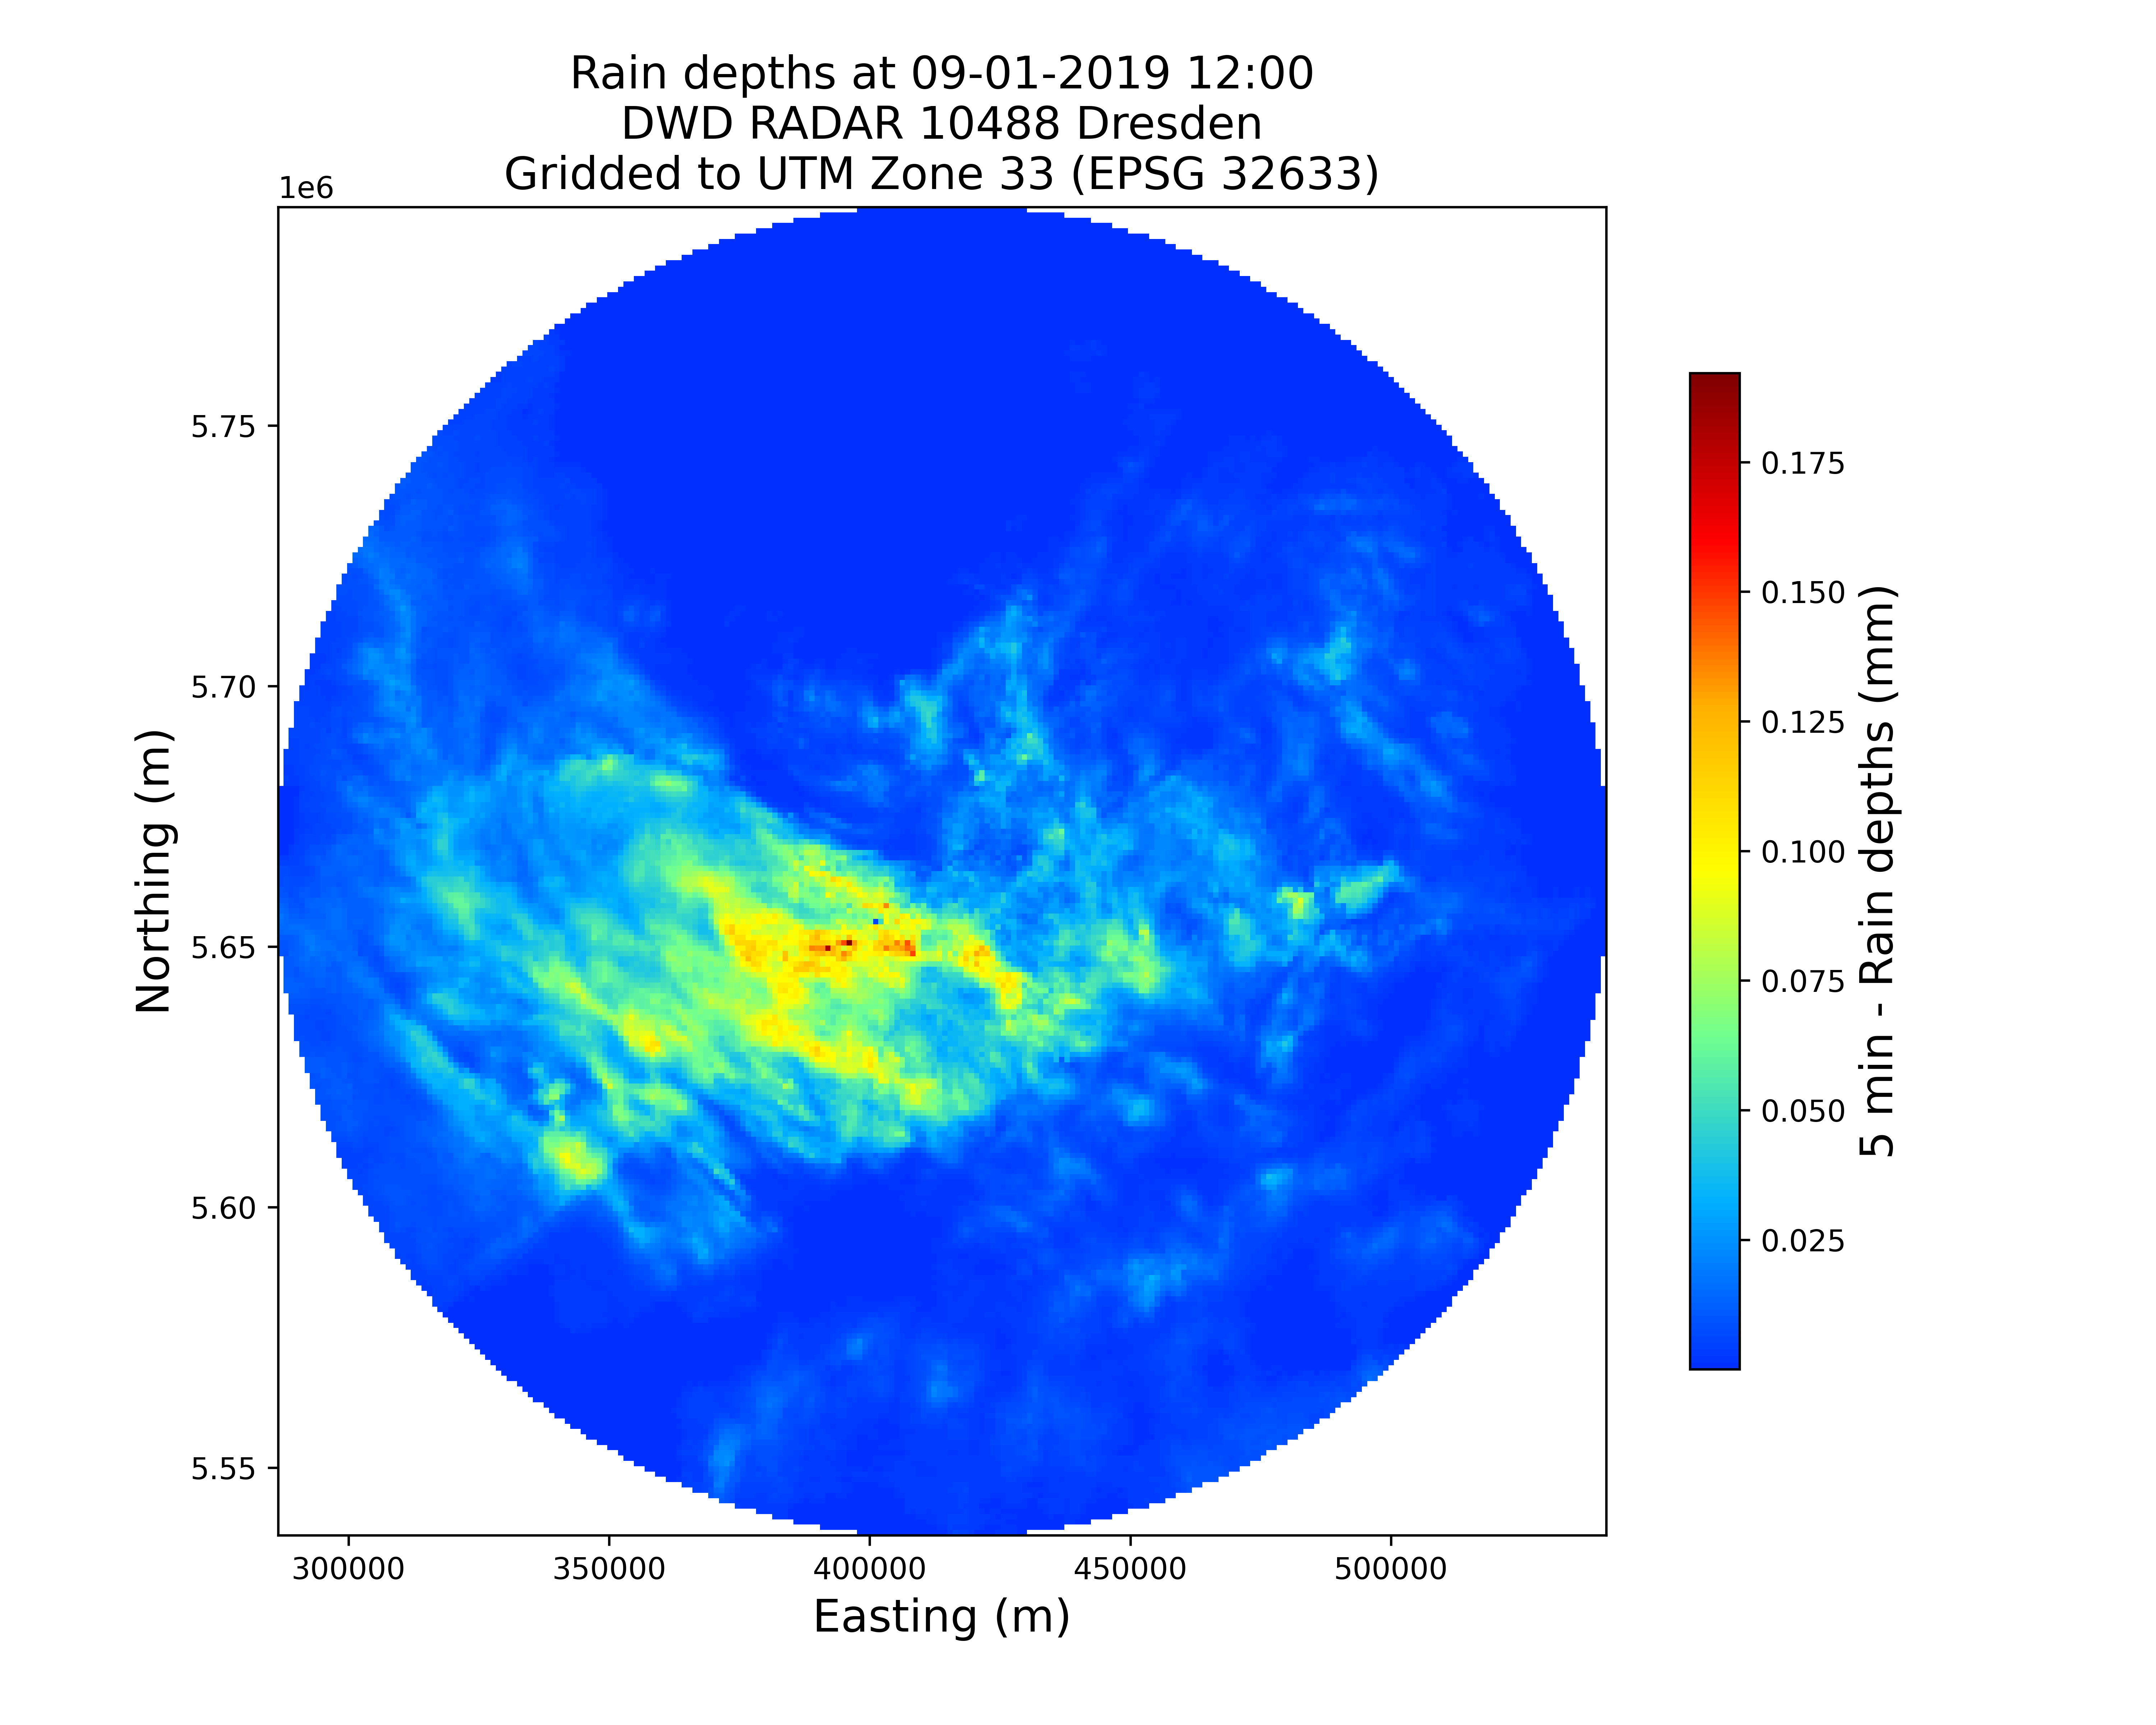 Rain depths at 09-01-2019 12:00
DWD RADAR 10488 Dresden
Gridded to UTM Zone 33 (EPSG 32633)
1e6
5.75
5.70
5.65
5.60
5.55
Northing (m)
300000 350000 400000 450000 500000
Easting (m)
0.175
0.150
0.125
0.100
0.075
0.050
0.025
5 min - Rain depths (mm)